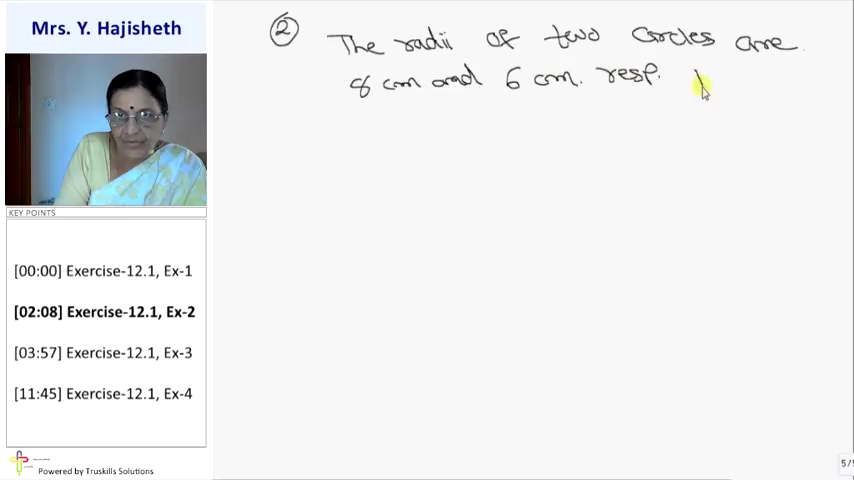 Mrs. Y. Hajisheth
② The radii of two circles are
8 cm and 6 cm. resp.
KEY POINTS
[00:00] Exercise-12.1, Ex-1
[02:08] Exercise-12.1, Ex-2
[03:57] Exercise-12.1, Ex-3
[11:45] Exercise-12.1, Ex-4
Powered by Truskills Solutions